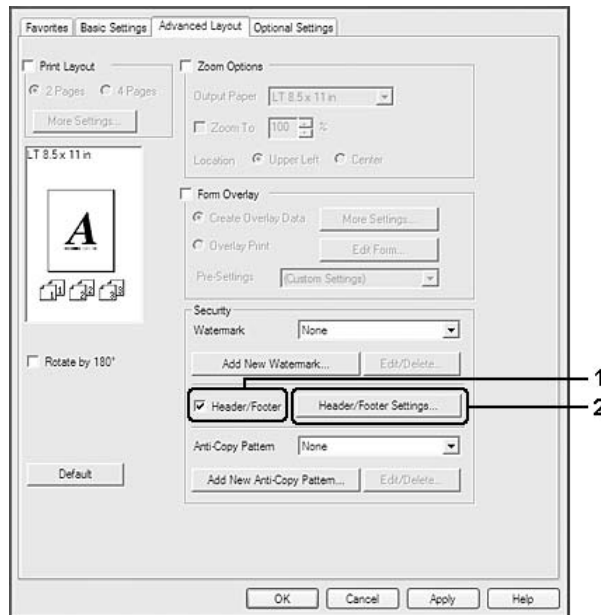 Favorites Basic Settings Advanced Layout Optional Settings
Print Layout
2 Pages 4 Pages
More Settings...
LT 8.5 x 11 in
A
1 2 3
Rotate by 180°
Default
Zoom Options
Output Paper LT 8.5 x 11 in
Zoom To 100 %
Location Upper Left Center
Form Overlay
Create Overlay Data More Settings...
Overlay Print Edit Form...
Pre-Settings (Custom Settings)
Security
Watermark None
Add New Watermark... Edit/Delete...
Header/Footer Header/Footer Settings...
1
2
Anti-Copy Pattern None
Add New Anti-Copy Pattern... Edit/Delete...
OK Cancel Apply Help